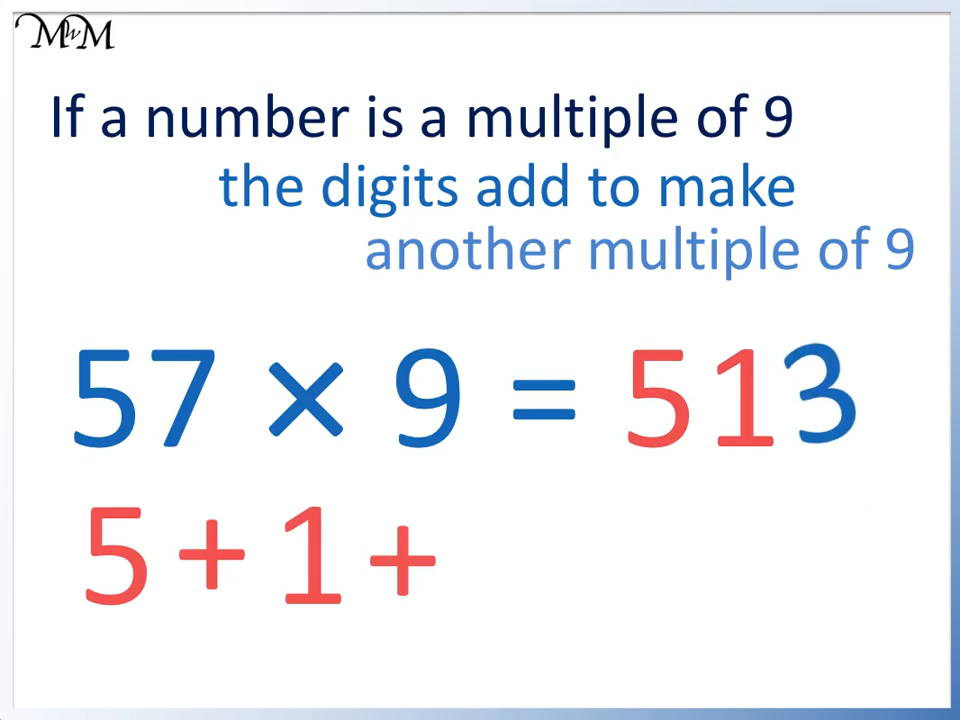 MwM
If a number is a multiple of 9
the digits add to make
another multiple of 9
57 × 9 = 513
5 + 1 +